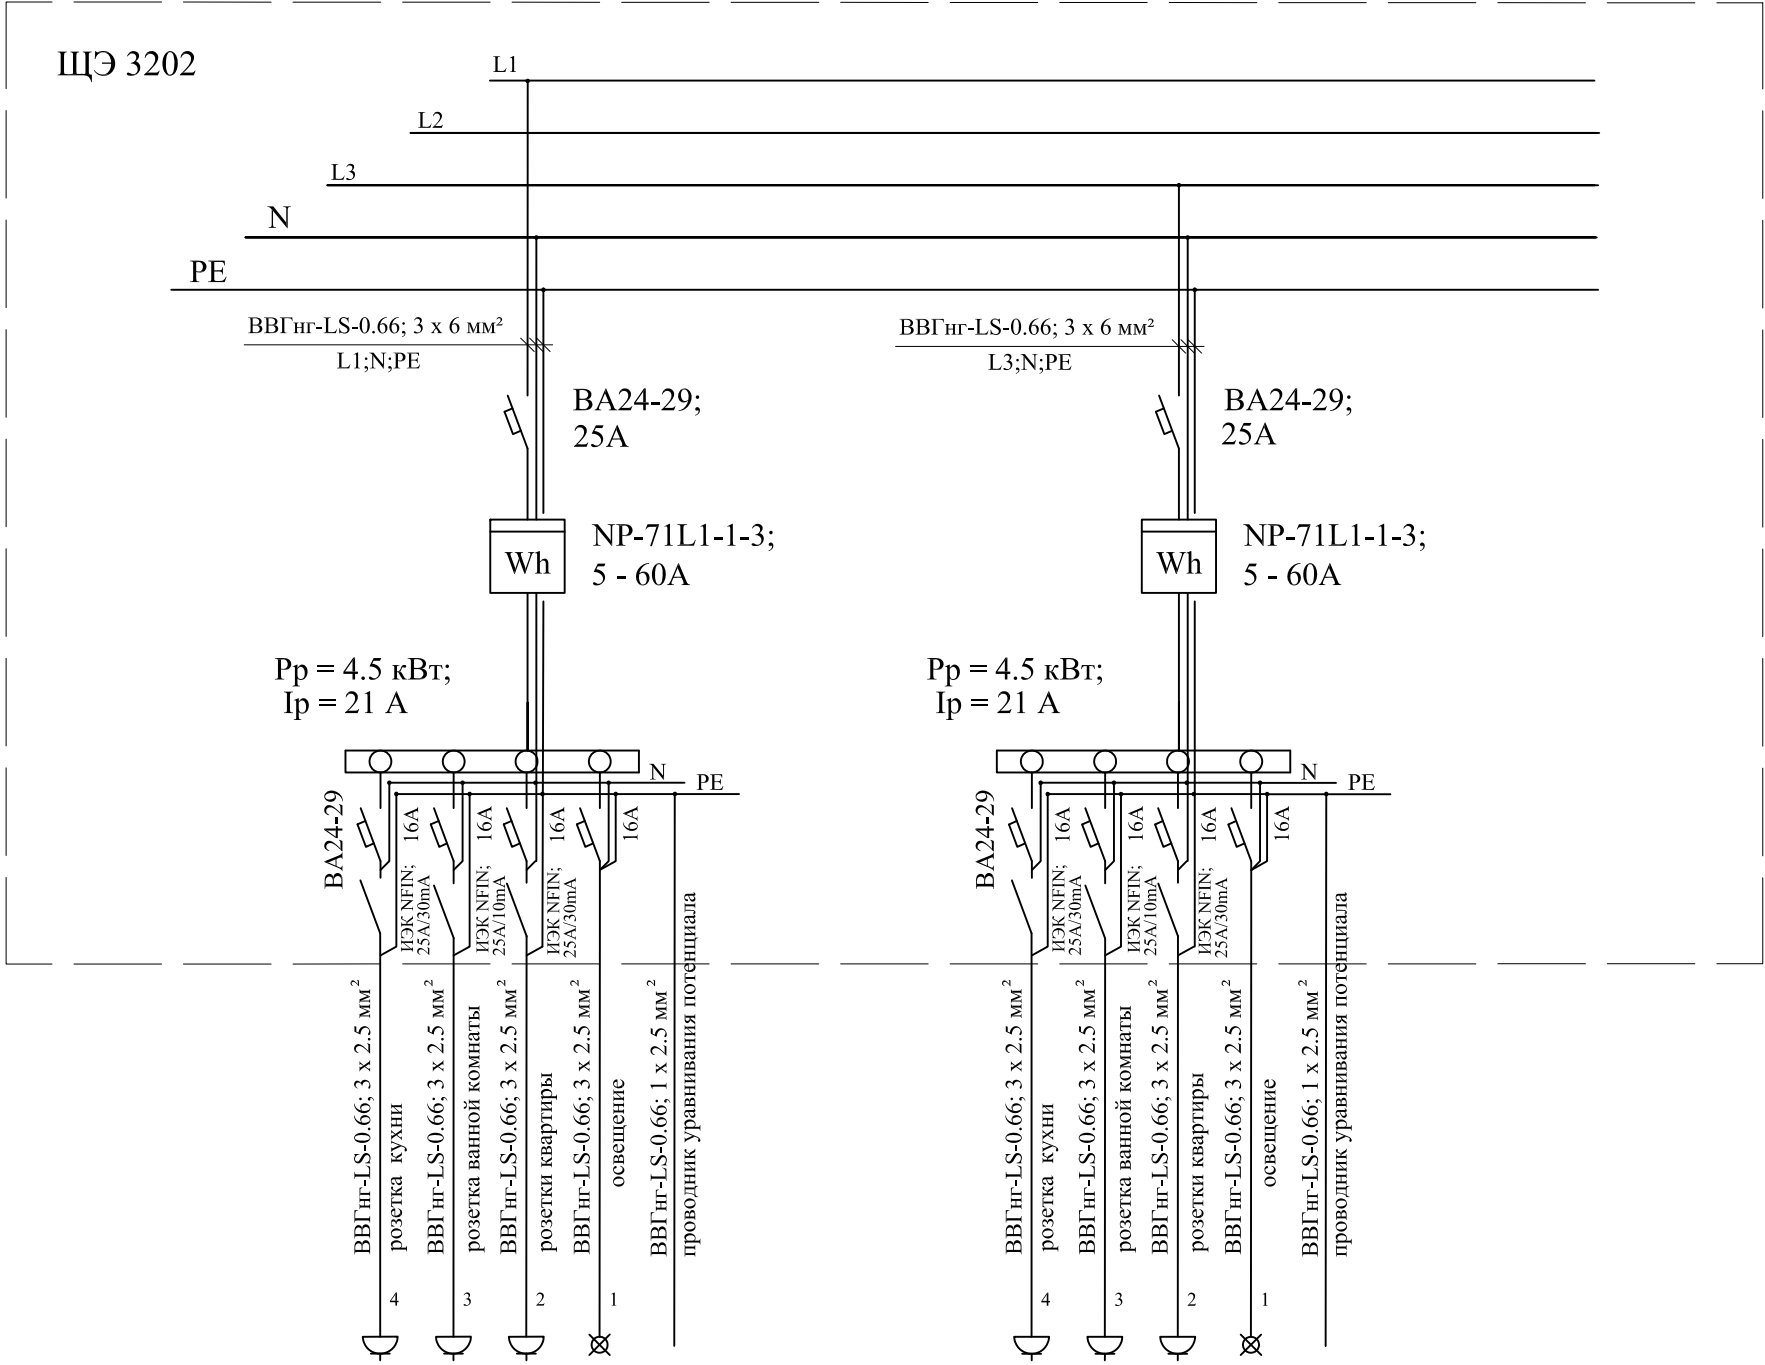 ЩЭ 3202
L1
L2
L3
N
PE
ВВГнг-LS-0.66; 3 х 6 мм²
L1;N;PE
ВА24-29;
25А
NP-71L1-1-3;
5 - 60А
Wh
Рр = 4.5 кВт;
Iр = 21 А
N
PE
ВА24-29
16А
16А
16А
16А
ИЭК NFIN;
25А/30mA
ИЭК NFIN;
25А/10mA
ИЭК NFIN;
25А/30mA
ВВГнг-LS-0.66; 3 х 2.5 мм²
розетка кухни
ВВГнг-LS-0.66; 3 х 2.5 мм²
розетка ванной комнаты
ВВГнг-LS-0.66; 3 х 2.5 мм²
розетки квартиры
ВВГнг-LS-0.66; 3 х 2.5 мм²
освещение
ВВГнг-LS-0.66; 1 х 2.5 мм²
проводник уравнивания потенциала
4
3
2
1
ВВГнг-LS-0.66; 3 х 6 мм²
L3;N;PE
ВА24-29;
25А
NP-71L1-1-3;
5 - 60А
Wh
Рр = 4.5 кВт;
Iр = 21 А
N
PE
ВА24-29
16А
16А
16А
16А
ИЭК NFIN;
25А/30mA
ИЭК NFIN;
25А/10mA
ИЭК NFIN;
25А/30mA
ВВГнг-LS-0.66; 3 х 2.5 мм²
розетка кухни
ВВГнг-LS-0.66; 3 х 2.5 мм²
розетка ванной комнаты
ВВГнг-LS-0.66; 3 х 2.5 мм²
розетки квартиры
ВВГнг-LS-0.66; 3 х 2.5 мм²
освещение
ВВГнг-LS-0.66; 1 х 2.5 мм²
проводник уравнивания потенциала
4
3
2
1